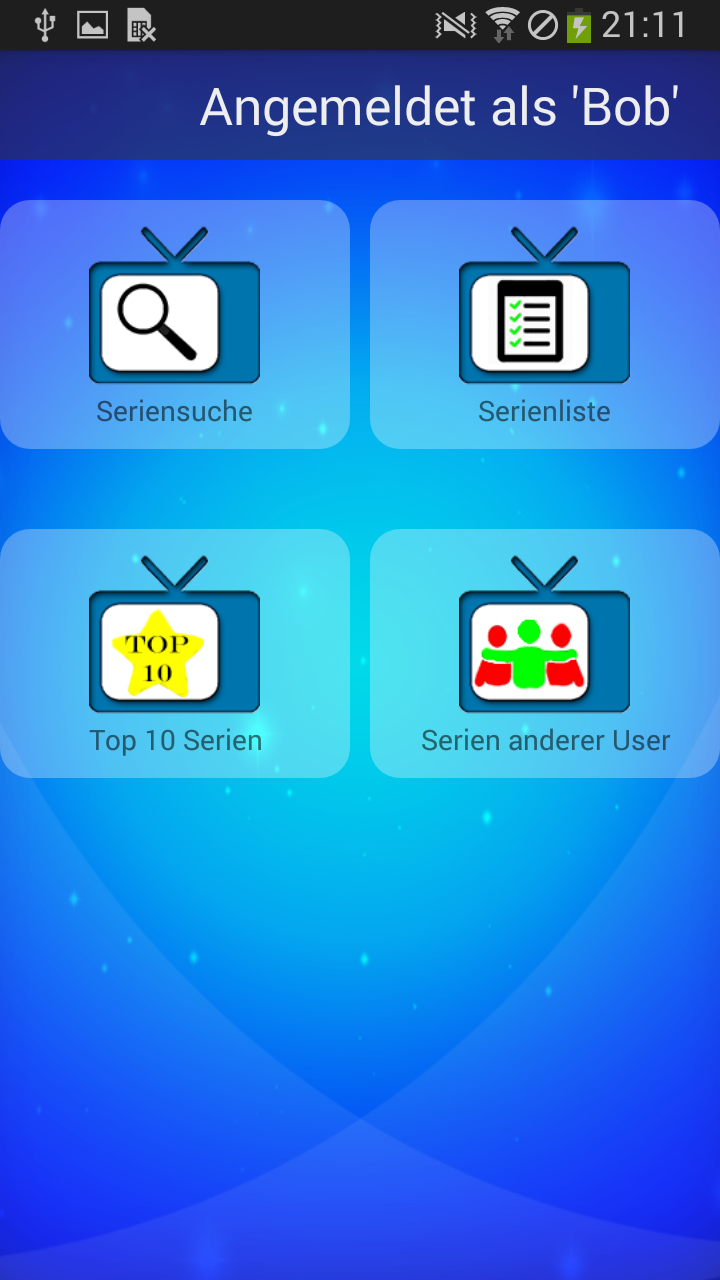 21:11
Angemeldet als 'Bob'
Seriensuche
Serienliste
TOP
10
Top 10 Serien
Serien anderer User